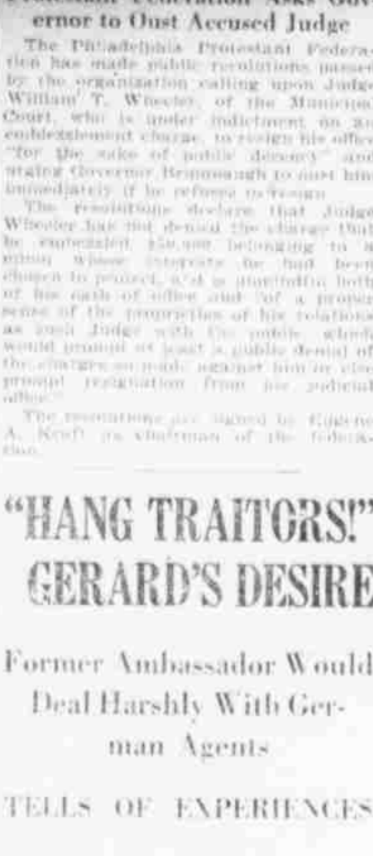 Protestant Federation Asks Gov-
ernor to Oust Accused Judge
The Philadelphia Protestant Federa-
tion has made public resolutions passed
by the organization calling upon Judge
William T. Wheeler, of the Municipal
Court, who is under indictment on an
embezzlement charge, to resign his office
"for the sake of public decency" and
urging Governor Brumbaugh to oust him
immediately if he refuses to resign
The resolutions declare that Judge
Wheeler has not denied the charge that
he embezzled belonging to a
minor whose interests he had been
chosen to protect, and is unmindful both
of his oath of office and "of a proper
sense of the proprieties of his relations
as such Judge with the public, which
would prompt at least a public denial of
the charges so made against him or else
prompt resignation from his judicial
office."
The resolutions are signed by Eugene
A. Kraft as chairman of the federa-
tion.
"HANG TRAITORS!"
GERARD'S DESIRE
Former Ambassador Would
Deal Harshly With Ger-
man Agents
TELLS OF EXPERIENCES